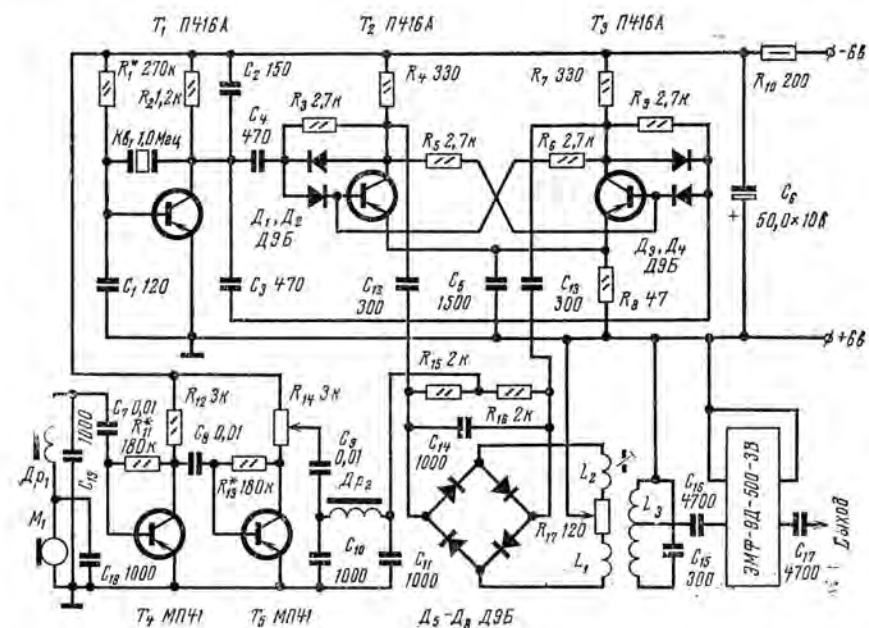 T₁ П416А
T₂ П416А
T₃ П416А
R₁* 270к
R₂ 1,2к
C₂ 150
R₄ 330
R₇ 330
R₁₀ 200
-6в
R₃ 2,7к
R₉ 2,7к
Кв₁ 1,0Мгц
C₄
470
R₅ 2,7к
R₆ 2,7к
C₆
50,0×10в
+
Д₁, Д₂
Д9Б
Д₃, Д₄
Д9Б
C₁ 120
C₃ 470
C₁₂
300
C₅
1500
C₁₃
300
R₈ 47
+6в
R₁₅ 2к
R₁₂ 3к
R₁₄ 3к
C₇ 0,01
1000
R₁₁*
180к
C₈ 0,01
C₉
0,01
R₁₆ 2к
C₁₄
1000
L₂
Др₁
C₁₉
R₁₃* 180к
Др₂
R₁₇ 120
L₃
C₁₆
4700
ЭМФ-9Д-500-3В
Выход
M₁
C₁₈ 1000
C₁₀
1000
C₁₁
1000
L₁
C₁₅
300
C₁₇
4700
T₄ МП41
T₅ МП41
Д₅-Д₈ Д9Б